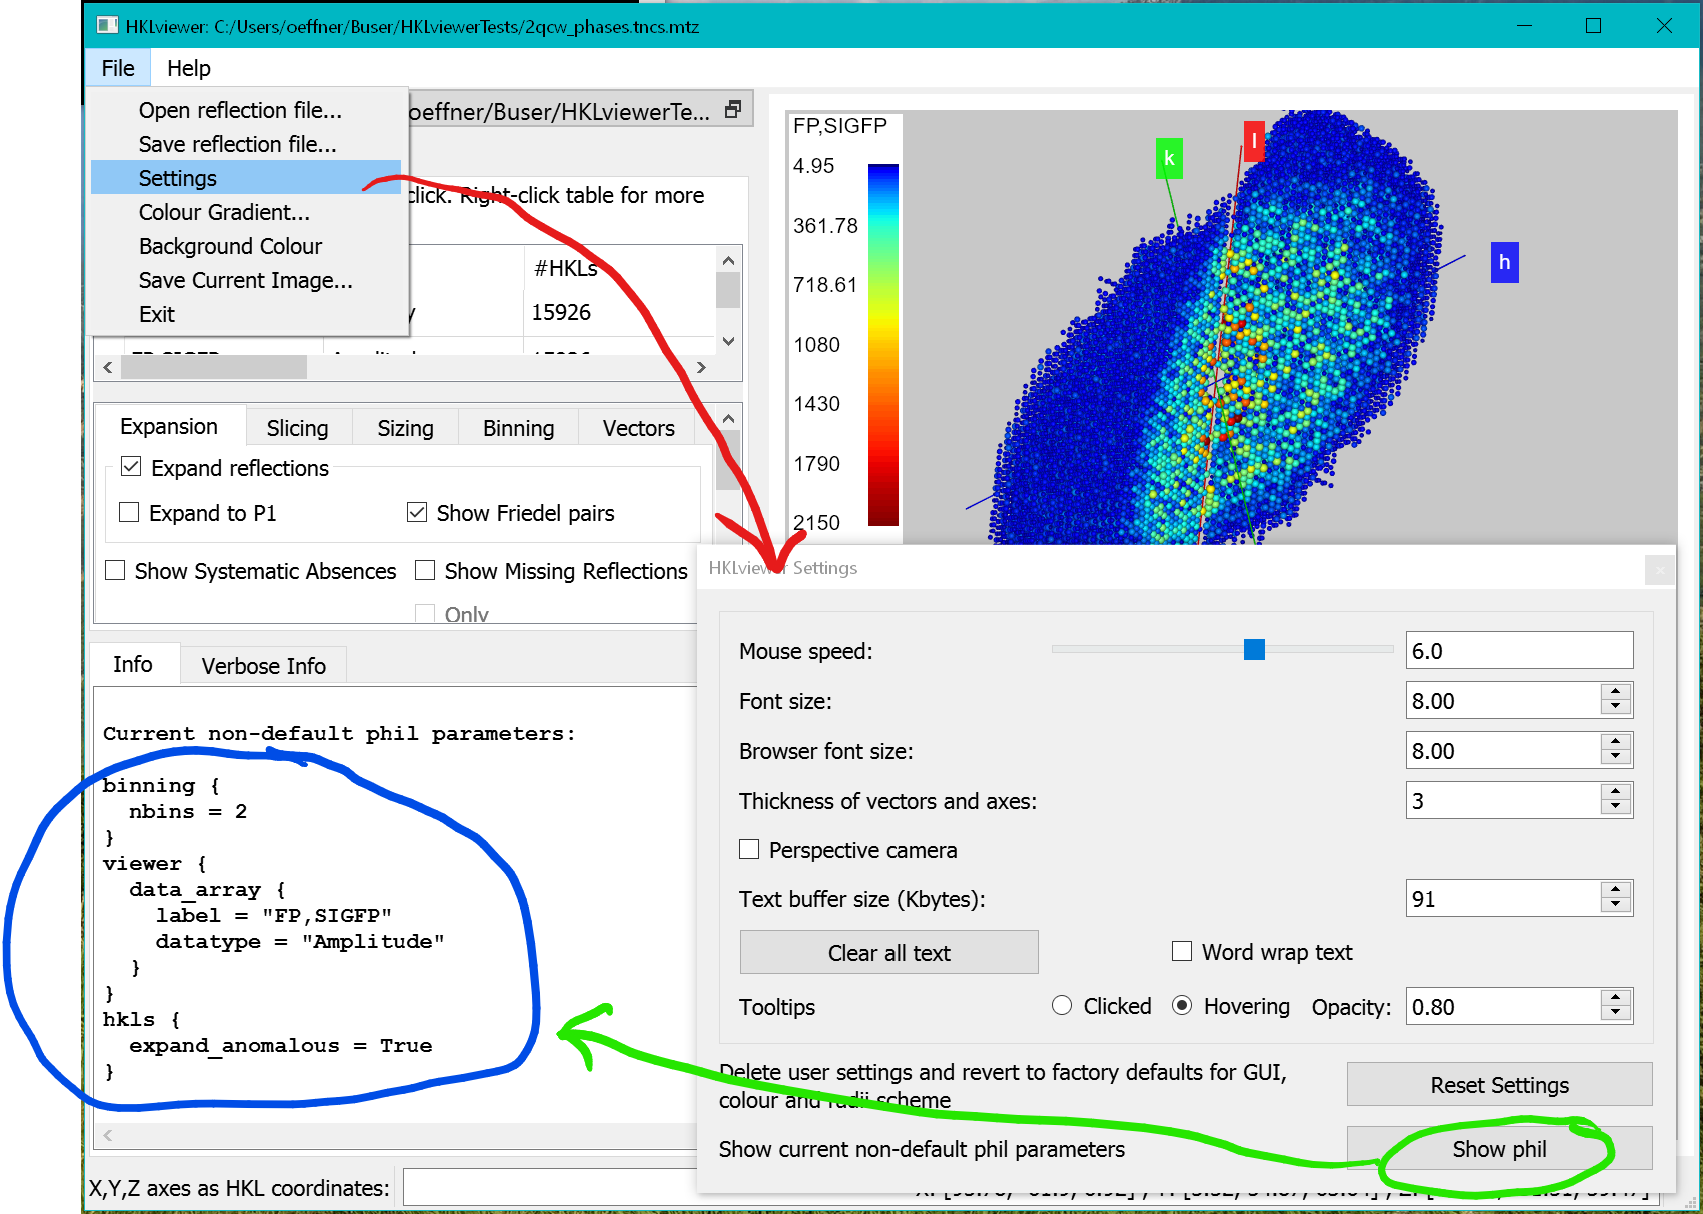 HKLviewer: C:/Users/oeffner/Buser/HKLviewerTests/2qcw_phases.tncs.mtz
File Help
Open reflection file...
Save reflection file...
Settings
Colour Gradient...
Background Colour
Save Current Image...
Exit
oeffner/Buser/HKLviewerTe...
click. Right-click table for more
#HKLs
15926
Expansion Slicing Sizing Binning Vectors
Expand reflections
Expand to P1 Show Friedel pairs
Show Systematic Absences Show Missing Reflections
Only
Info Verbose Info
Current non-default phil parameters:
binning {
nbins = 2
}
viewer {
data_array {
label = "FP,SIGFP"
datatype = "Amplitude"
}
}
hkls {
expand_anomalous = True
}
X,Y,Z axes as HKL coordinates:
FP,SIGFP
4.95
361.78
718.61
1080
1430
1790
2150
k
l
h
HKLviewer Settings
Mouse speed: 6.0
Font size: 8.00
Browser font size: 8.00
Thickness of vectors and axes: 3
Perspective camera
Text buffer size (Kbytes): 91
Clear all text Word wrap text
Tooltips Clicked Hovering Opacity: 0.80
Delete user settings and revert to factory defaults for GUI,
colour and radii scheme
Reset Settings
Show current non-default phil parameters Show phil